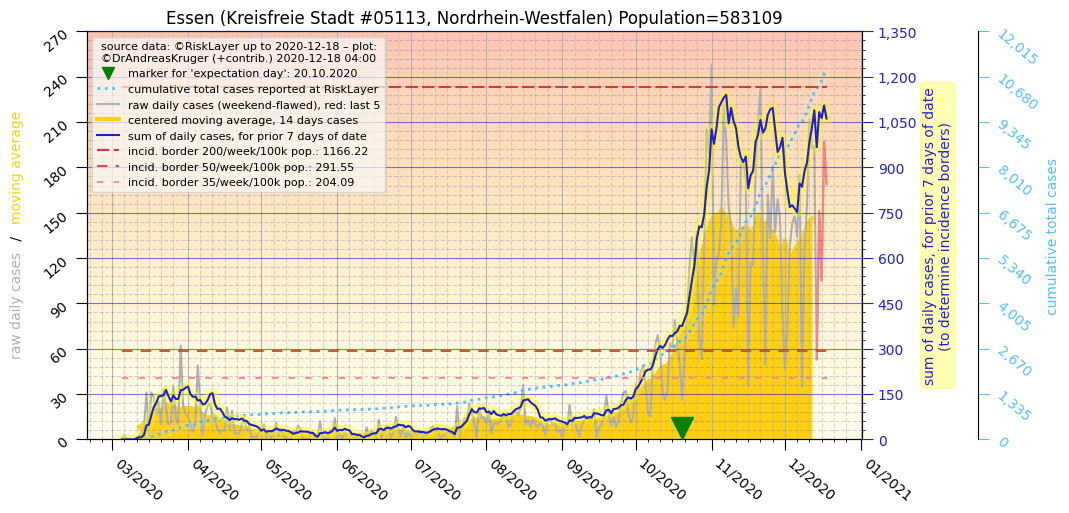 Essen (Kreisfreie Stadt #05113, Nordrhein-Westfalen) Population=583109
source data: ©RiskLayer up to 2020-12-18 – plot:
©DrAndreasKruger (+contrib.) 2020-12-18 04:00
marker for 'expectation day': 20.10.2020
cumulative total cases reported at RiskLayer
raw daily cases (weekend-flawed), red: last 5
centered moving average, 14 days cases
sum of daily cases, for prior 7 days of date
incid. border 200/week/100k pop.: 1166.22
incid. border 50/week/100k pop.: 291.55
incid. border 35/week/100k pop.: 204.09
raw daily cases / moving average
270
240
210
180
150
120
90
60
30
0
03/2020
04/2020
05/2020
06/2020
07/2020
08/2020
09/2020
10/2020
11/2020
12/2020
01/2021
1,350
1,200
1,050
900
750
600
450
300
150
0
sum of daily cases, for prior 7 days of date
(to determine incidence borders)
12,015
10,680
9,345
8,010
6,675
5,340
4,005
2,670
1,335
0
cumulative total cases